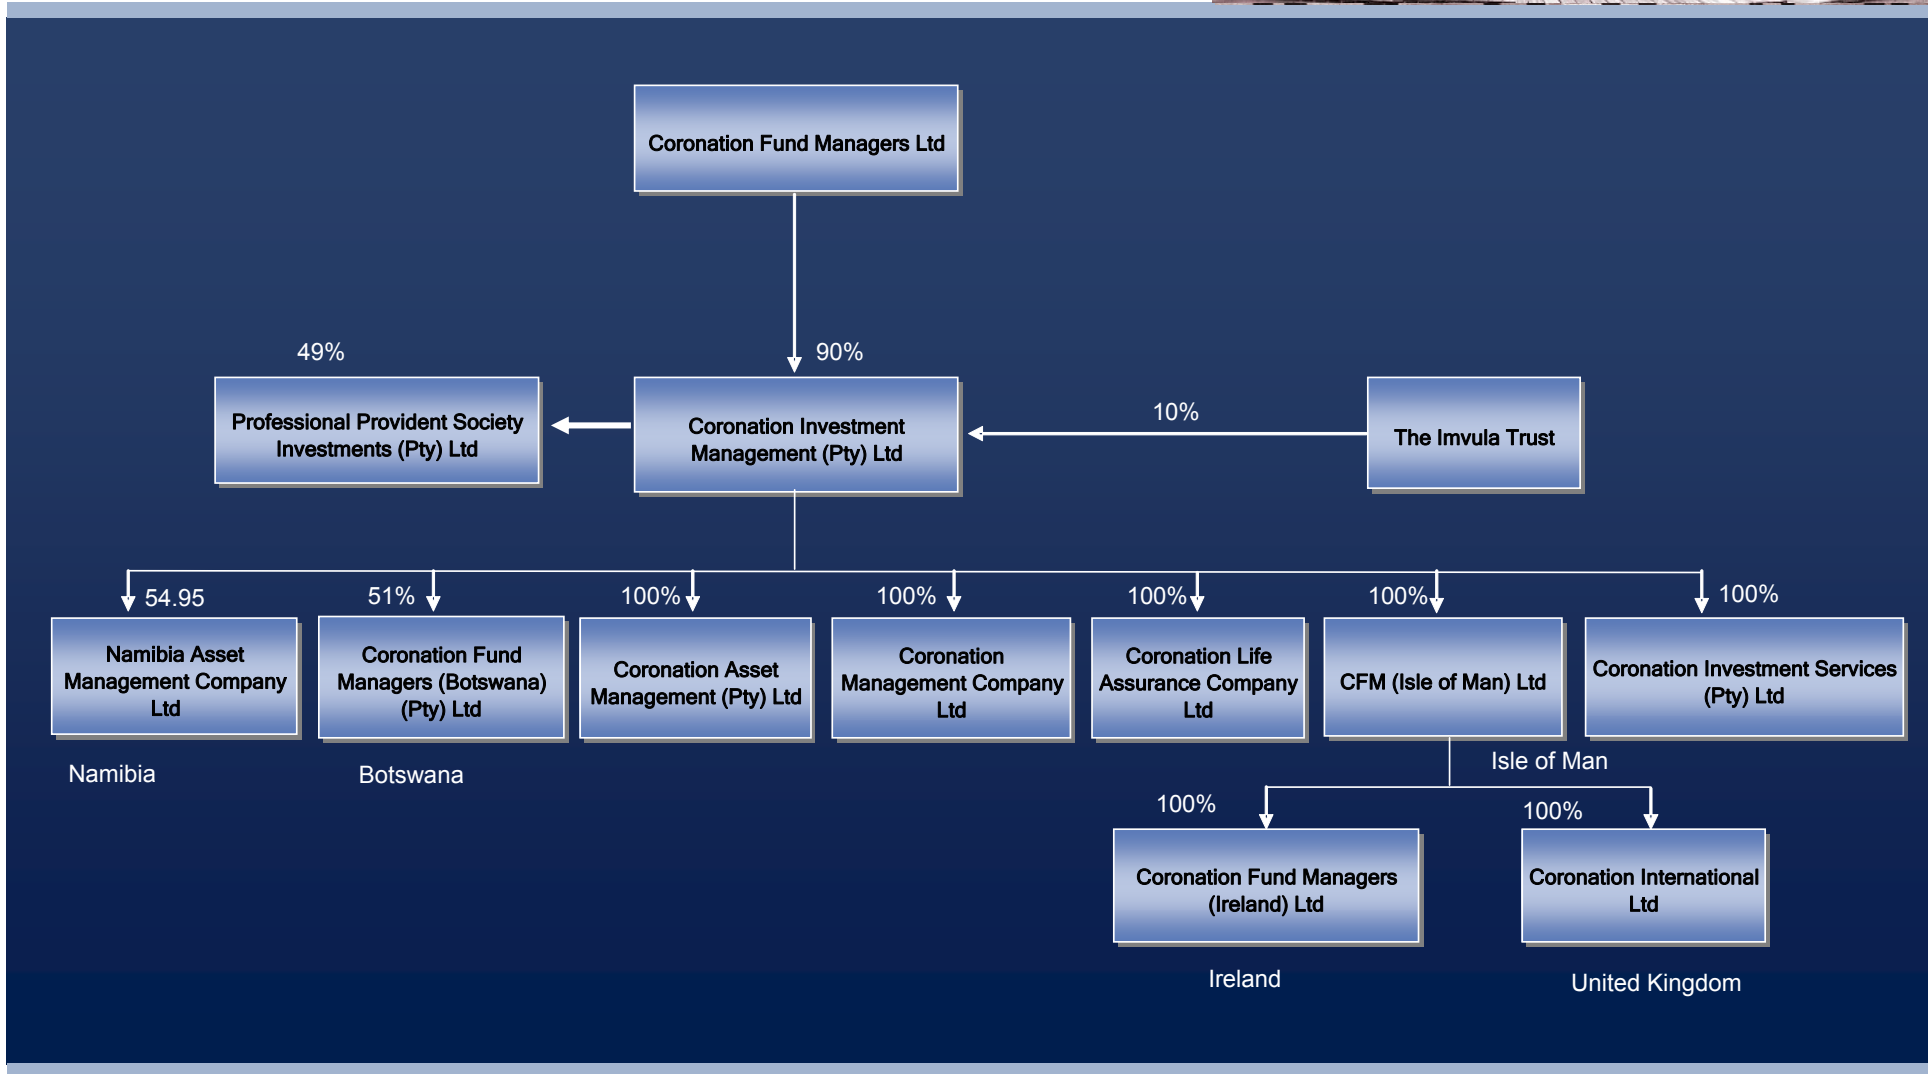 Coronation Fund Managers Ltd
49%
90%
Professional Provident Society
Investments (Pty) Ltd
Coronation Investment
Management (Pty) Ltd
10%
The Imvula Trust
54.95
51%
100%
100%
100%
100%
100%
Namibia Asset
Management Company
Ltd
Coronation Fund
Managers (Botswana)
(Pty) Ltd
Coronation Asset
Management (Pty) Ltd
Coronation
Management Company
Ltd
Coronation Life
Assurance Company
Ltd
CFM (Isle of Man) Ltd
Coronation Investment Services
(Pty) Ltd
Namibia
Botswana
Isle of Man
100%
100%
Coronation Fund Managers
(Ireland) Ltd
Coronation International
Ltd
Ireland
United Kingdom